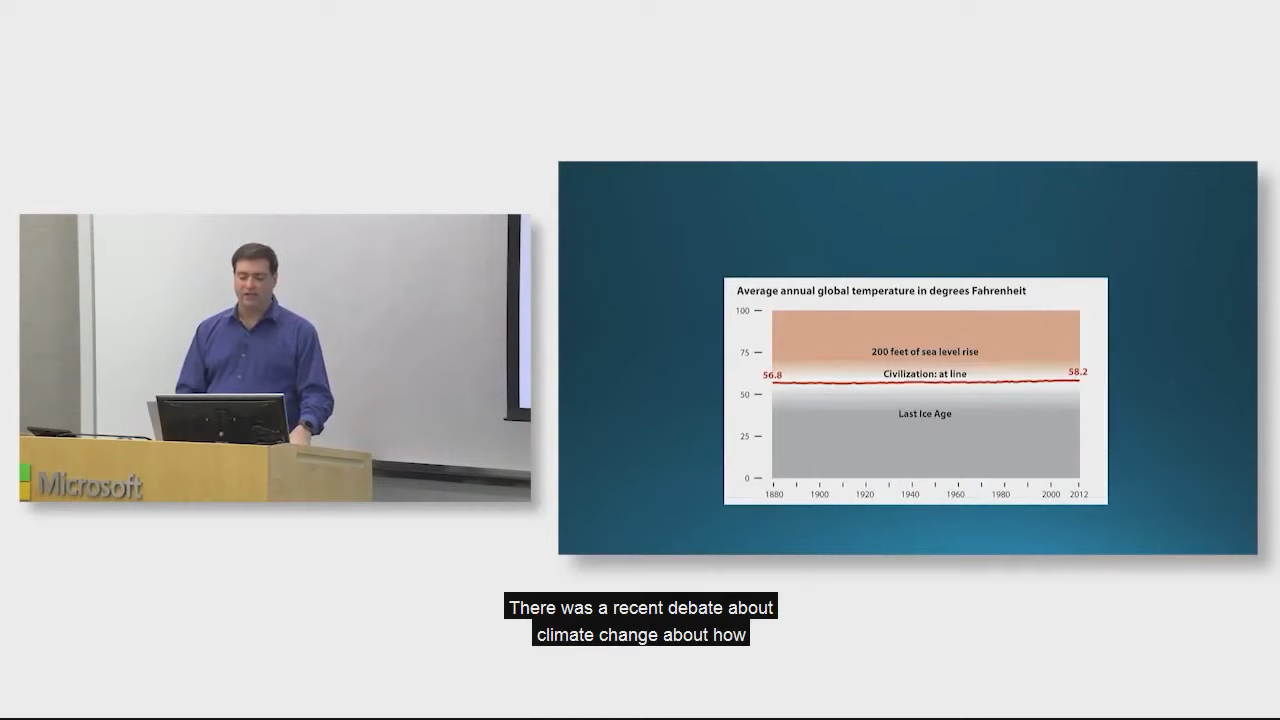 Microsoft
Average annual global temperature in degrees Fahrenheit
100
75
50
25
0
200 feet of sea level rise
56.8
Civilization: at line
58.2
Last Ice Age
1880
1900
1920
1940
1960
1980
2000
2012
There was a recent debate about
climate change about how